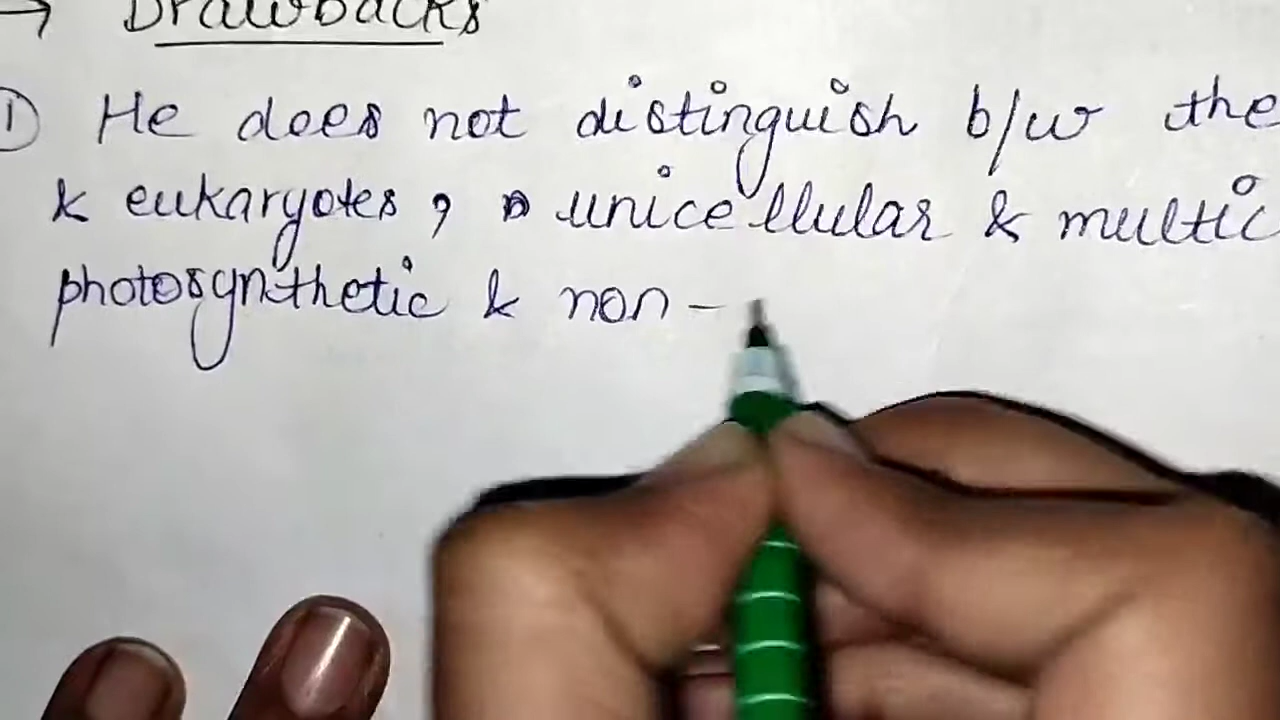 → Drawbacks
① He does not distinguish b/w the
& eukaryotes, unicellular & multic
photosynthetic & non -